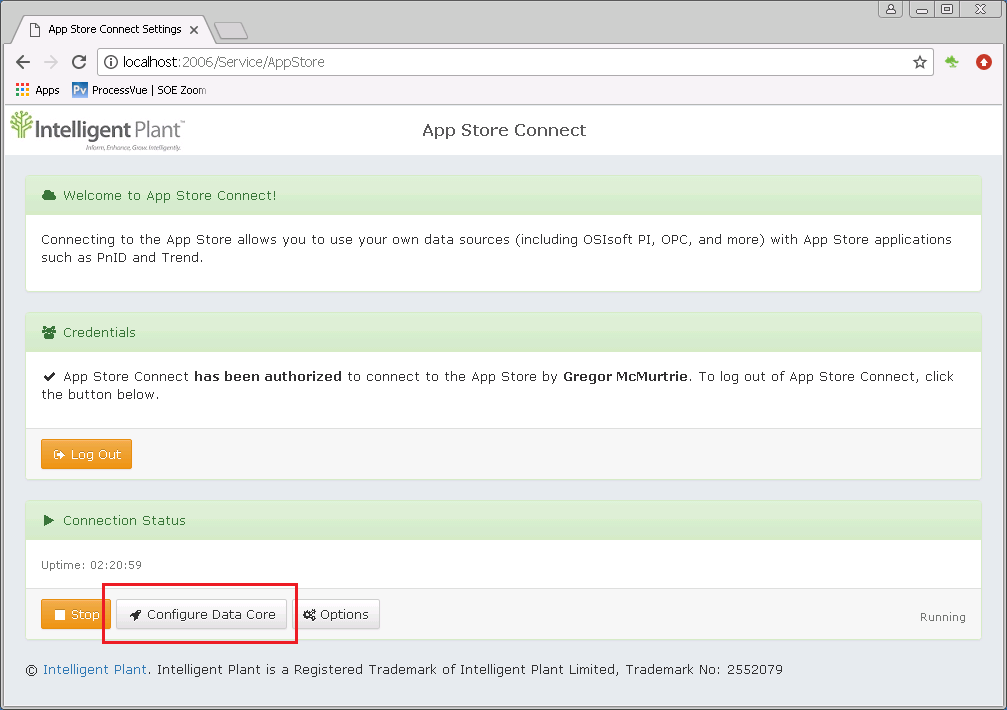 App Store Connect Settings
localhost:2006/Service/AppStore
Apps
Pv ProcessVue | SOE Zoom
Intelligent Plant™
Inform, Enhance, Grow, Intelligently.
App Store Connect
Welcome to App Store Connect!
Connecting to the App Store allows you to use your own data sources (including OSIsoft PI, OPC, and more) with App Store applications
such as PnID and Trend.
Credentials
App Store Connect has been authorized to connect to the App Store by Gregor McMurtrie. To log out of App Store Connect, click
the button below.
Log Out
Connection Status
Uptime: 02:20:59
Stop
Configure Data Core
Options
Running
© Intelligent Plant. Intelligent Plant is a Registered Trademark of Intelligent Plant Limited, Trademark No: 2552079